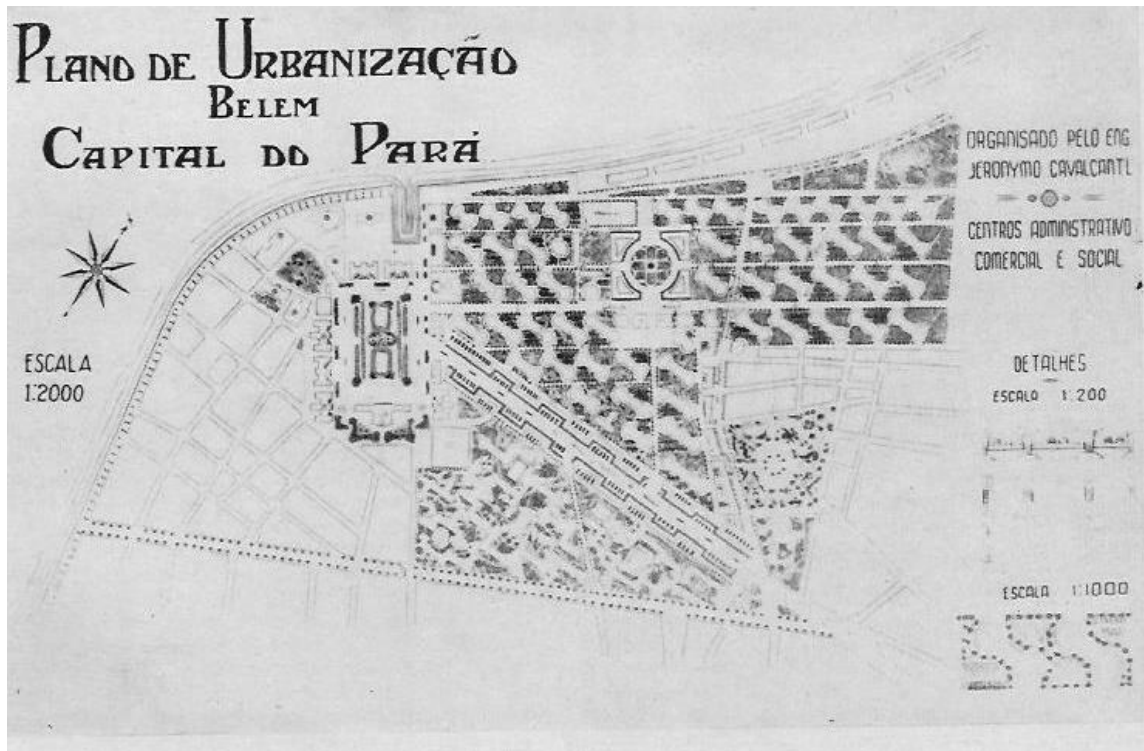 PLANO DE URBANIZAÇÃO
BELEM
CAPITAL DO PARÁ
ORGANISADO PELO ENG
JERONYMO CAVALCANTI.
CENTROS ADMINISTRATIVO
COMERCIAL E SOCIAL
ESCALA
1:2000
DETALHES
ESCALA 1:200
ESCALA 1:1000